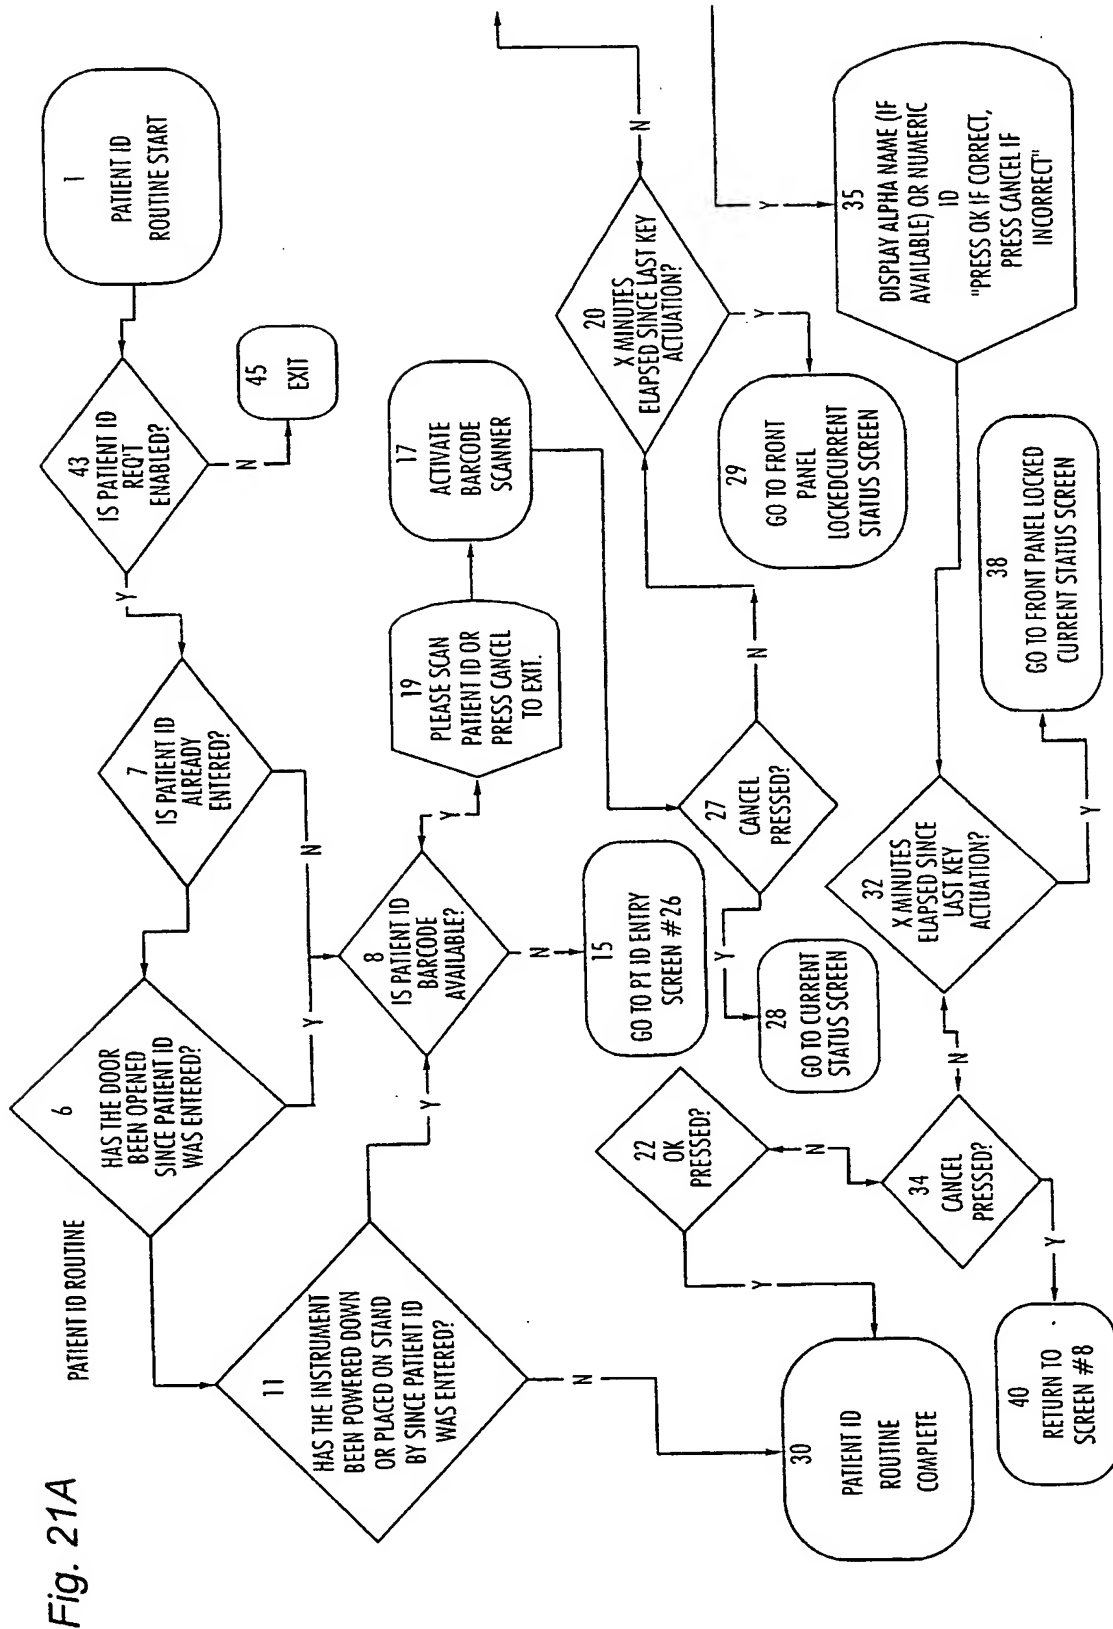 Fig. 21A
PATIENT ID ROUTINE
1
PATIENT ID
ROUTINE START
43
IS PATIENT ID
REQ'T
ENABLED?
N
45
EXIT
Y
7
IS PATIENT ID
ALREADY
ENTERED?
N
6
HAS THE DOOR
BEEN OPENED
SINCE PATIENT ID
WAS ENTERED?
Y
11
HAS THE INSTRUMENT
BEEN POWERED DOWN
OR PLACED ON STAND
BY SINCE PATIENT ID
WAS ENTERED?
Y
N
8
IS PATIENT ID
BARCODE
AVAILABLE?
Y
N
19
PLEASE SCAN
PATIENT ID OR
PRESS CANCEL
TO EXIT.
17
ACTIVATE
BARCODE
SCANNER
15
GO TO PT ID ENTRY
SCREEN #26
27
CANCEL
PRESSED?
Y
N
28
GO TO CURRENT
STATUS SCREEN
20
X MINUTES
ELAPSED SINCE LAST KEY
ACTUATION?
N
Y
29
GO TO FRONT
PANEL
LOCKEDCURRENT
STATUS SCREEN
Y
35
DISPLAY ALPHA NAME (IF
AVAILABLE) OR NUMERIC
ID
"PRESS OK IF CORRECT,
PRESS CANCEL IF
INCORRECT"
32
X MINUTES
ELAPSED SINCE
LAST KEY
ACTUATION?
Y
38
GO TO FRONT PANEL LOCKED
CURRENT STATUS SCREEN
N
34
CANCEL
PRESSED?
Y
40
RETURN TO
SCREEN #8
N
22
OK
PRESSED?
Y
30
PATIENT ID
ROUTINE
COMPLETE